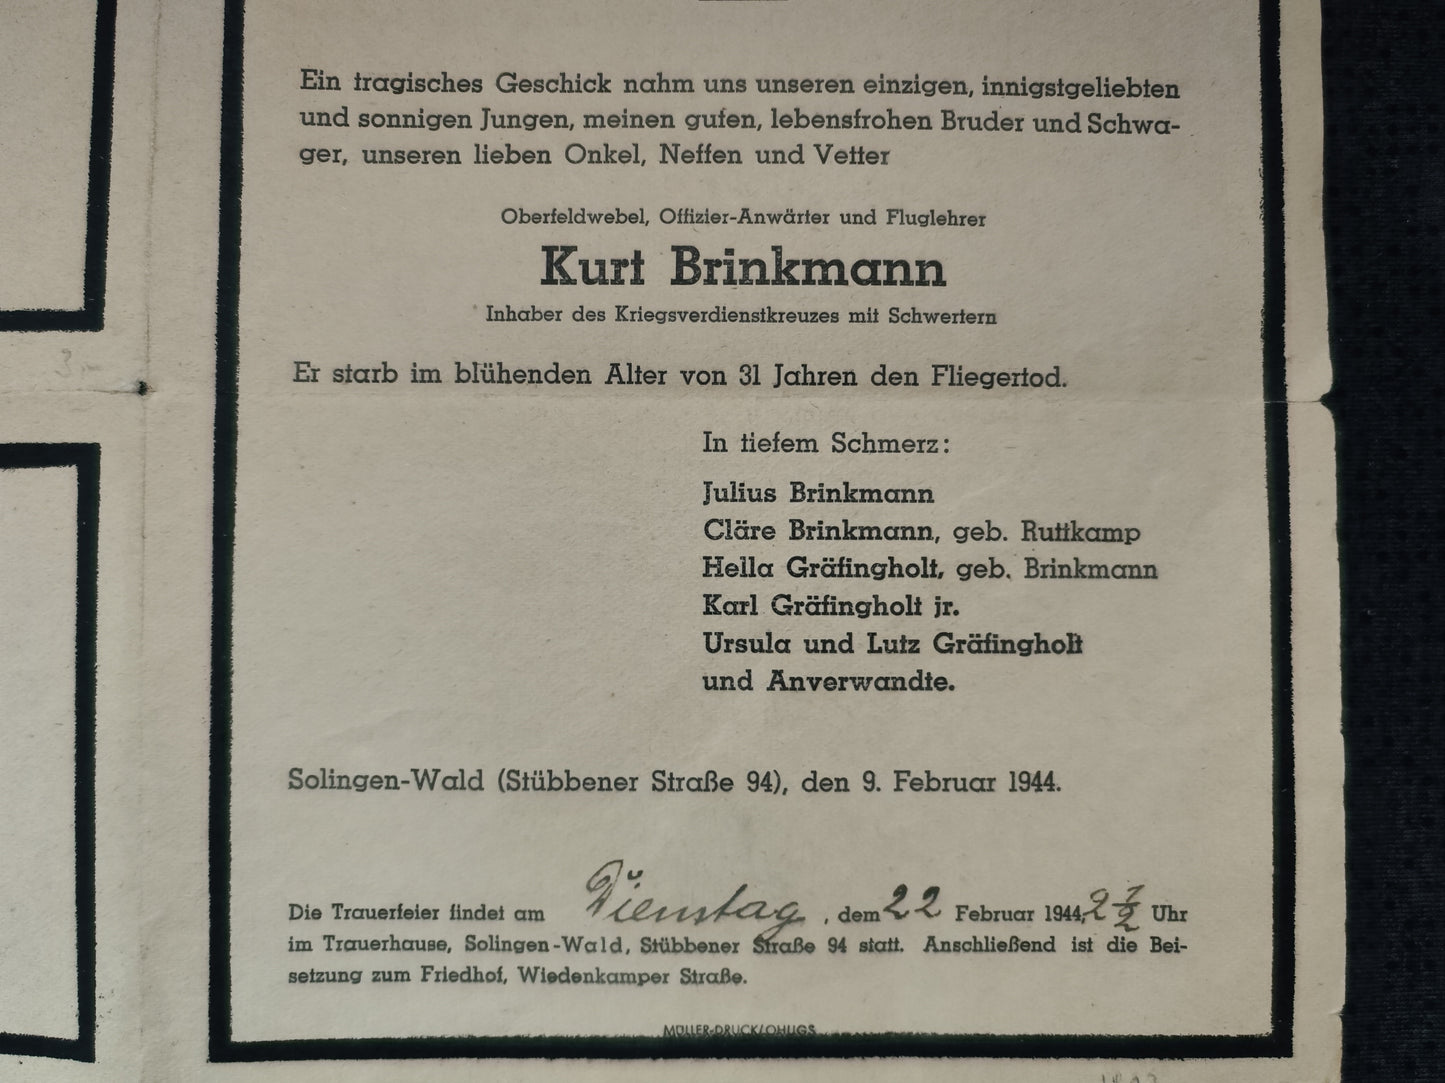 Ein tragisches Geschick nahm uns unseren einzigen, innigstgeliebten
und sonnigen Jungen, meinen guten, lebensfrohen Bruder und Schwa-
ger, unseren lieben Onkel, Neffen und Vetter
Oberfeldwebel, Offizier-Anwärter und Fluglehrer
Kurt Brinkmann
Inhaber des Kriegsverdienstkreuzes mit Schwertern
Er starb im blühenden Alter von 31 Jahren den Fliegertod.
In tiefem Schmerz:
Julius Brinkmann
Cläre Brinkmann, geb. Ruttkamp
Hella Gräfingholt, geb. Brinkmann
Karl Gräfingholt jr.
Ursula und Lutz Gräfingholt
und Anverwandte.
Solingen-Wald (Stübbener Straße 94), den 9. Februar 1944.
Die Trauerfeier findet am Dienstag, dem 22 Februar 1944, 2 1/2 Uhr
im Trauerhause, Solingen-Wald, Stübbener Straße 94 statt. Anschließend ist die Bei-
setzung zum Friedhof, Wiedenkamper Straße.
MÜLLER-DRUCK/OHLIGS